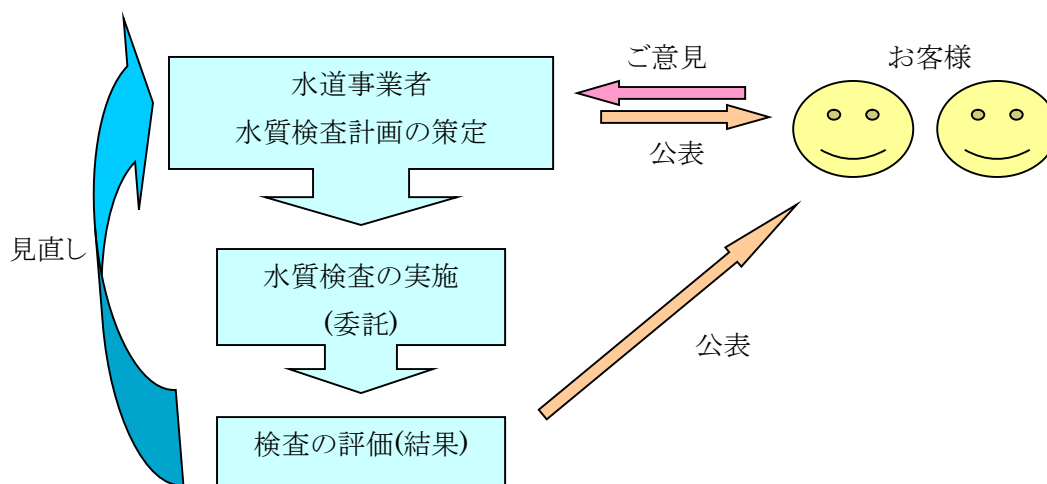 ご意見
お客様
水道事業者
水質検査計画の策定
公表
見直し
水質検査の実施
(委託)
公表
検査の評価(結果)